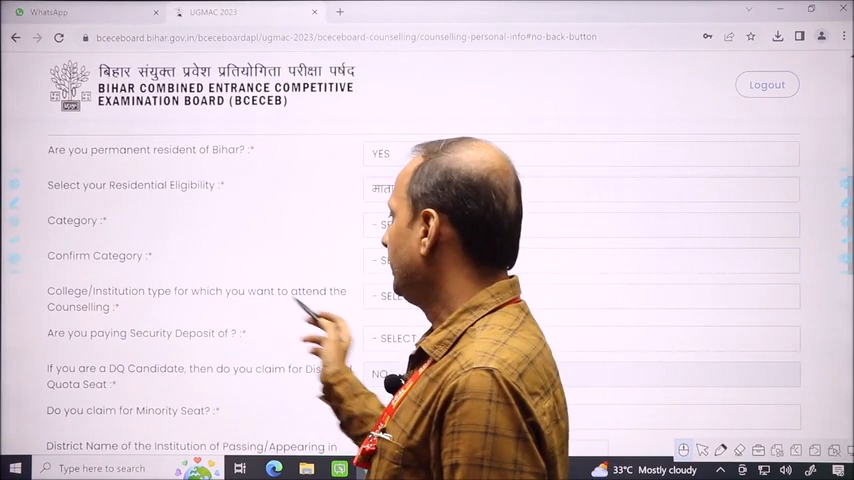 WhatsApp
UGMAC 2023
bceceboard.bihar.gov.in/bceceboardapl/ugmac-2023/bceceboard-counselling/counselling-personal-info#no-back-button
बिहार संयुक्त प्रवेश प्रतियोगिता परीक्षा पर्षद
BIHAR COMBINED ENTRANCE COMPETITIVE
EXAMINATION BOARD (BCECEB)
Logout
Are you permanent resident of Bihar? :*
YES
Select your Residential Eligibility :*
Category :*
Confirm Category :*
College/Institution type for which you want to attend the
Counselling :*
Are you paying Security Deposit of ? :*
- SELECT
If you are a DQ Candidate, then do you claim for
Quota Seat :*
NO
Do you claim for Minority Seat? :*
District Name of the Institution of Passing/Appearing in
Type here to search
33°C Mostly cloudy